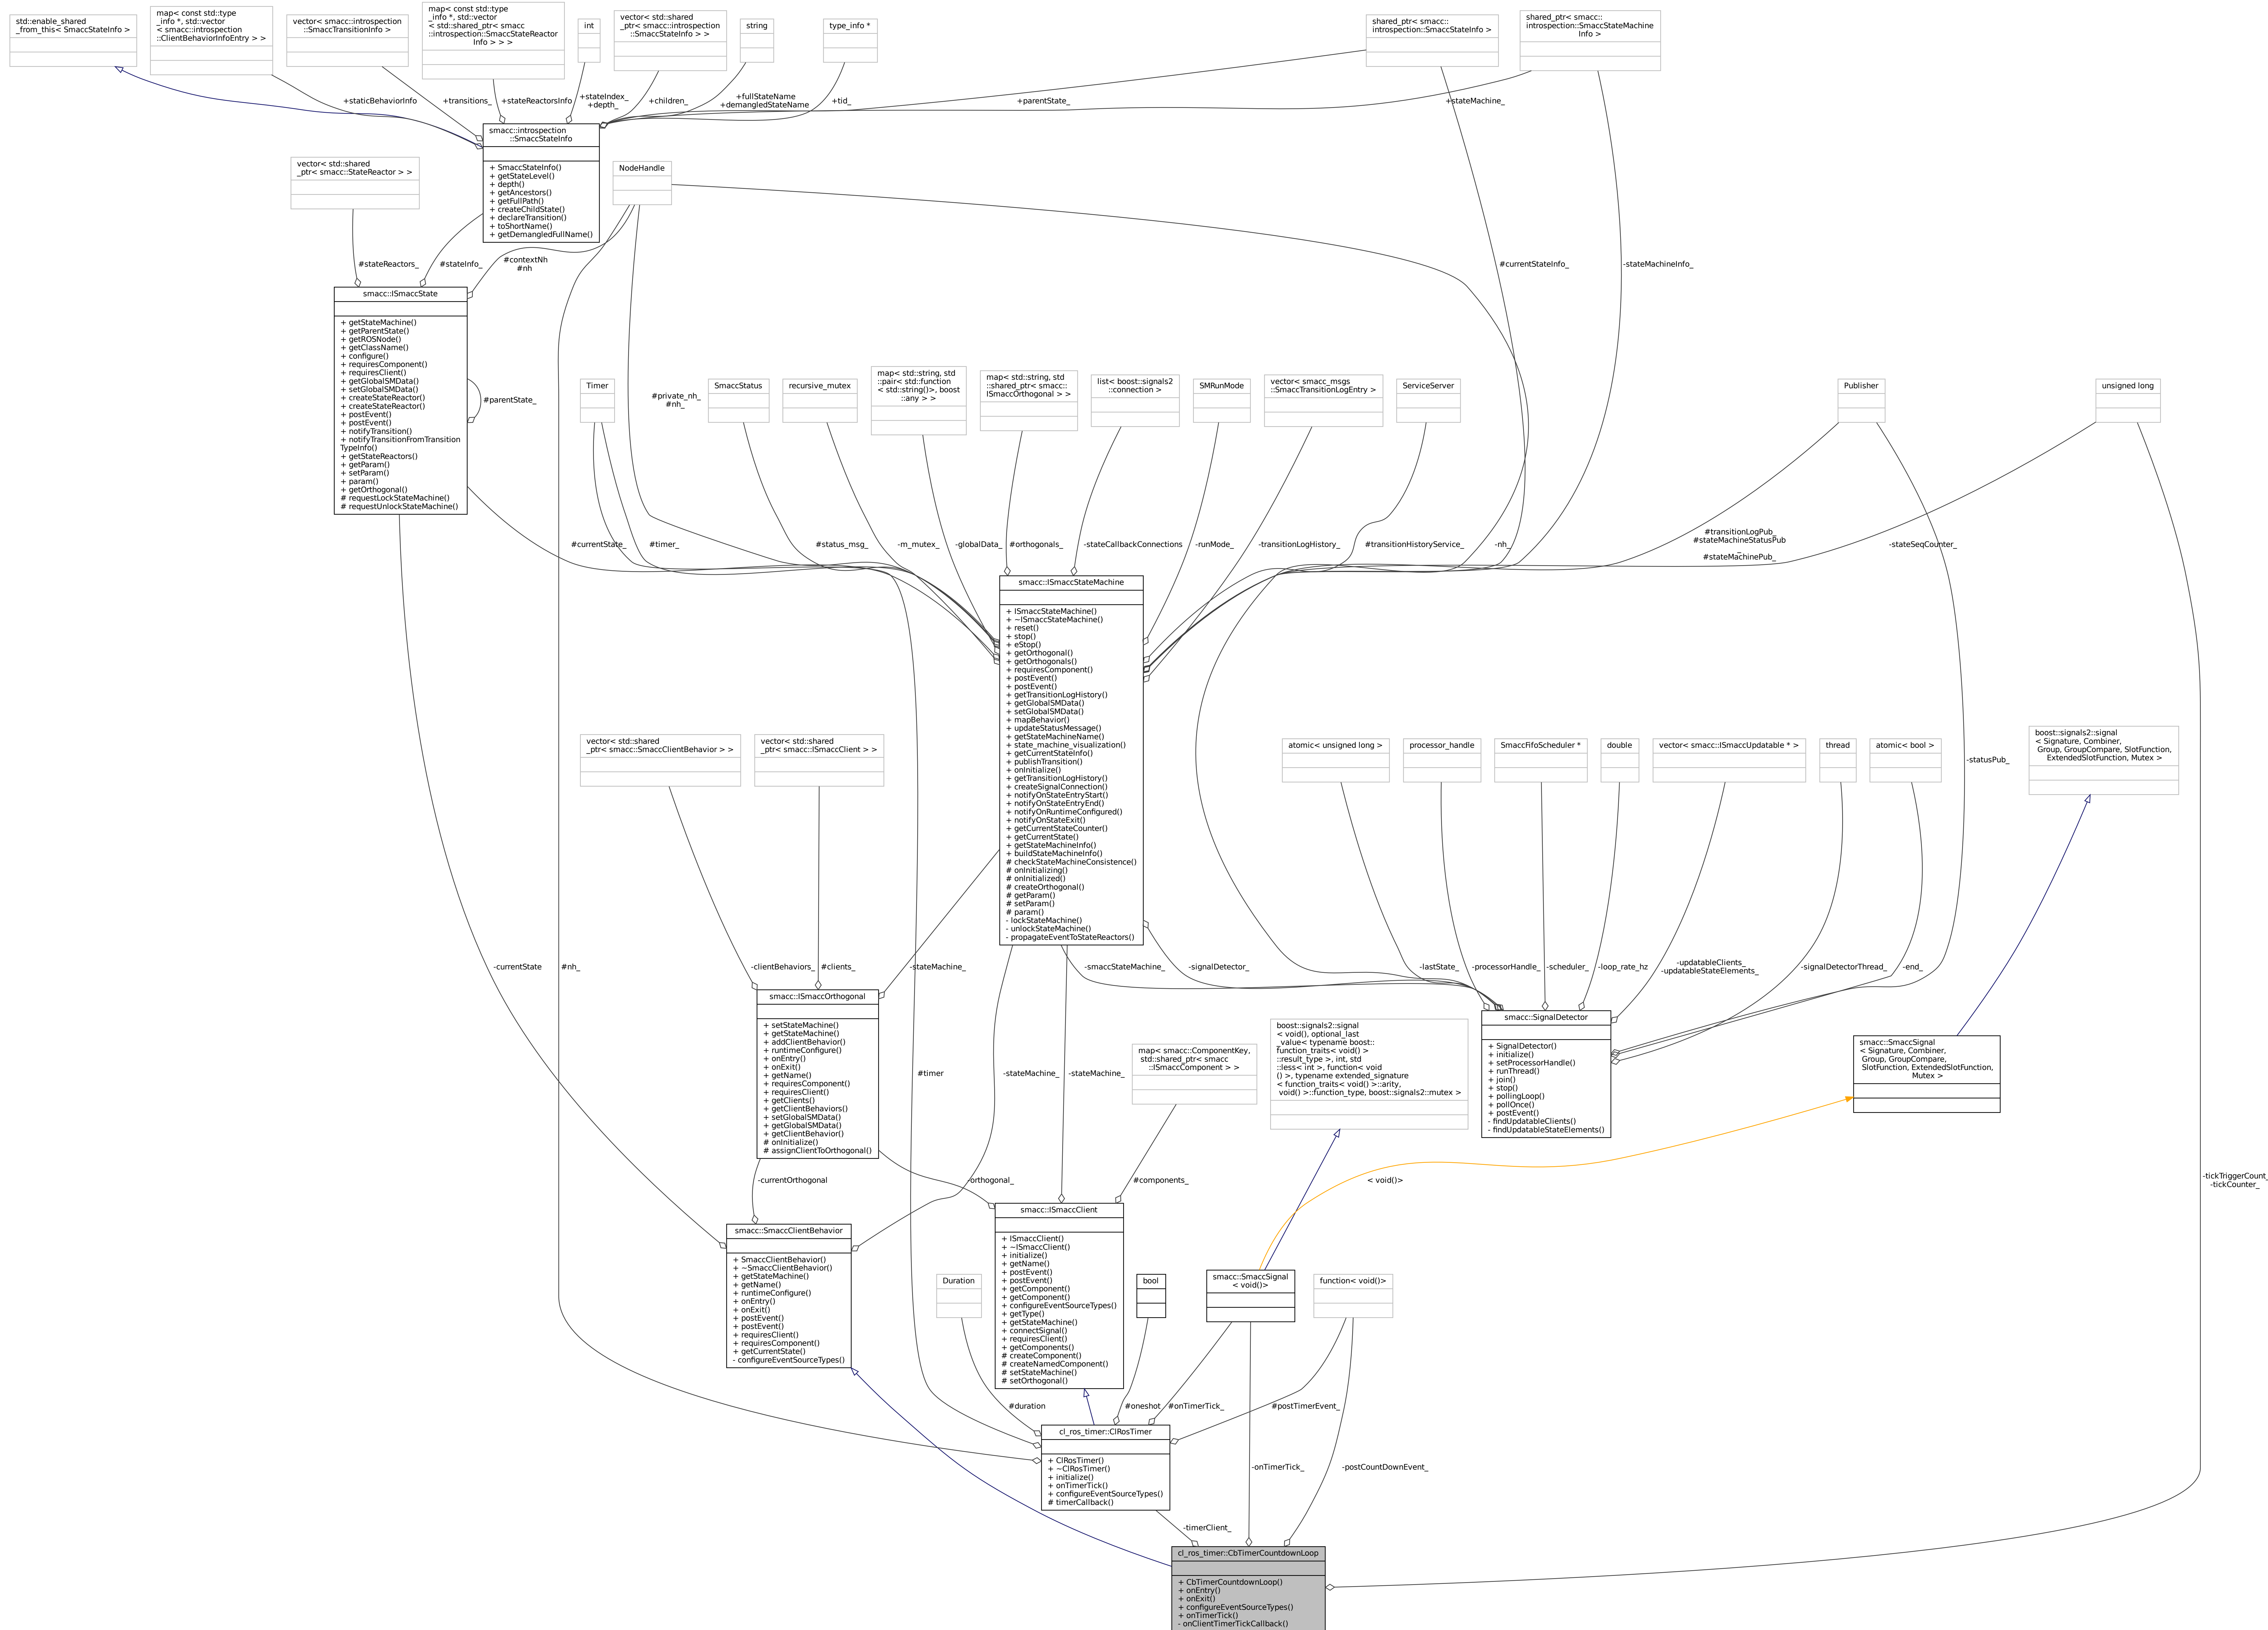 std::enable_shared
_from_this< SmaccStateInfo >
map< const std::type
_info *, std::vector
< smacc::introspection
::ClientBehaviorInfoEntry > >
vector< smacc::introspection
::SmaccTransitionInfo >
map< const std::type
_info *, std::vector
< std::shared_ptr< smacc
::introspection::SmaccStateReactor
Info > > >
int
vector< std::shared
_ptr< smacc::introspection
::SmaccStateInfo > >
string
type_info *
shared_ptr< smacc::
introspection::SmaccStateInfo >
shared_ptr< smacc::
introspection::SmaccStateMachine
Info >
+staticBehaviorInfo
+transitions_
+stateReactorsInfo
+stateIndex_
+depth_
+children_
+fullStateName
+demangledStateName
+tid_
+parentState_
+stateMachine_
smacc::introspection
::SmaccStateInfo
+ SmaccStateInfo()
+ getStateLevel()
+ depth()
+ getAncestors()
+ getFullPath()
+ createChildState()
+ declareTransition()
+ toShortName()
+ getDemangledFullName()
vector< std::shared
_ptr< smacc::StateReactor > >
NodeHandle
#stateReactors_
#stateInfo_
#contextNh
#nh
#currentStateInfo_
-stateMachineInfo_
smacc::ISmaccState
+ getStateMachine()
+ getParentState()
+ getROSNode()
+ getClassName()
+ configure()
+ requiresComponent()
+ requiresClient()
+ getGlobalSMData()
+ setGlobalSMData()
+ createStateReactor()
+ createStateReactor()
+ postEvent()
+ postEvent()
+ notifyTransition()
+ notifyTransitionFromTransition
TypeInfo()
+ getStateReactors()
+ getParam()
+ setParam()
+ param()
+ getOrthogonal()
# requestLockStateMachine()
# requestUnlockStateMachine()
#parentState_
Timer
#private_nh_
#nh_
SmaccStatus
recursive_mutex
map< std::string, std
::pair< std::function
< std::string()>, boost
::any > >
map< std::string, std
::shared_ptr< smacc::
ISmaccOrthogonal > >
list< boost::signals2
::connection >
SMRunMode
vector< smacc_msgs
::SmaccTransitionLogEntry >
ServiceServer
Publisher
unsigned long
#currentState_
#timer_
#status_msg_
-m_mutex_
-globalData_
#orthogonals_
-stateCallbackConnections
-runMode_
-transitionLogHistory_
#transitionHistoryService_
-nh_
#transitionLogPub_
#stateMachineStatusPub
_
#stateMachinePub_
-stateSeqCounter_
smacc::ISmaccStateMachine
+ ISmaccStateMachine()
+ ~ISmaccStateMachine()
+ reset()
+ stop()
+ eStop()
+ getOrthogonal()
+ getOrthogonals()
+ requiresComponent()
+ postEvent()
+ postEvent()
+ getTransitionLogHistory()
+ getGlobalSMData()
+ setGlobalSMData()
+ mapBehavior()
+ updateStatusMessage()
+ getStateMachineName()
+ state_machine_visualization()
+ getCurrentStateInfo()
+ publishTransition()
+ onInitialize()
+ getTransitionLogHistory()
+ createSignalConnection()
+ notifyOnStateEntryStart()
+ notifyOnStateEntryEnd()
+ notifyOnRuntimeConfigured()
+ notifyOnStateExit()
+ getCurrentStateCounter()
+ getCurrentState()
+ getStateMachineInfo()
+ buildStateMachineInfo()
# checkStateMachineConsistence()
# onInitializing()
# onInitialized()
# createOrthogonal()
# getParam()
# setParam()
# param()
- lockStateMachine()
- unlockStateMachine()
- propagateEventToStateReactors()
vector< std::shared
_ptr< smacc::SmaccClientBehavior > >
vector< std::shared
_ptr< smacc::ISmaccClient > >
atomic< unsigned long >
processor_handle
SmaccFifoScheduler *
double
vector< smacc::ISmaccUpdatable * >
thread
atomic< bool >
-statusPub_
boost::signals2::signal
< Signature, Combiner,
Group, GroupCompare, SlotFunction,
ExtendedSlotFunction, Mutex >
-currentState
#nh_
-clientBehaviors_
#clients_
-stateMachine_
-smaccStateMachine_
-signalDetector_
-lastState_
-processorHandle_
-scheduler_
-loop_rate_hz
-updatableClients_
-updatableStateElements_
-signalDetectorThread_
-end_
smacc::ISmaccOrthogonal
+ setStateMachine()
+ getStateMachine()
+ addClientBehavior()
+ runtimeConfigure()
+ onEntry()
+ onExit()
+ getName()
+ requiresComponent()
+ requiresClient()
+ getClients()
+ getClientBehaviors()
+ setGlobalSMData()
+ getGlobalSMData()
+ getClientBehavior()
# onInitialize()
# assignClientToOrthogonal()
#timer
-stateMachine_
-stateMachine_
map< smacc::ComponentKey,
std::shared_ptr< smacc
::ISmaccComponent > >
boost::signals2::signal
< void(), optional_last
_value< typename boost::
function_traits< void() >
::result_type >, int, std
::less< int >, function< void
() >, typename extended_signature
< function_traits< void() >::arity,
void() >::function_type, boost::signals2::mutex >
smacc::SignalDetector
+ SignalDetector()
+ initialize()
+ setProcessorHandle()
+ runThread()
+ join()
+ stop()
+ pollingLoop()
+ pollOnce()
+ postEvent()
- findUpdatableClients()
- findUpdatableStateElements()
smacc::SmaccSignal
< Signature, Combiner,
Group, GroupCompare,
SlotFunction, ExtendedSlotFunction,
Mutex >
-currentOrthogonal
-orthogonal_
#components_
< void()>
-tickTriggerCount_
-tickCounter_
smacc::SmaccClientBehavior
+ SmaccClientBehavior()
+ ~SmaccClientBehavior()
+ getStateMachine()
+ getName()
+ runtimeConfigure()
+ onEntry()
+ onExit()
+ postEvent()
+ postEvent()
+ requiresClient()
+ requiresComponent()
+ getCurrentState()
- configureEventSourceTypes()
smacc::ISmaccClient
+ ISmaccClient()
+ ~ISmaccClient()
+ initialize()
+ getName()
+ postEvent()
+ postEvent()
+ getComponent()
+ getComponent()
+ configureEventSourceTypes()
+ getType()
+ getStateMachine()
+ connectSignal()
+ requiresClient()
+ getComponents()
# createComponent()
# createNamedComponent()
# setStateMachine()
# setOrthogonal()
Duration
bool
smacc::SmaccSignal
< void()>
function< void()>
#duration
#oneshot
#onTimerTick_
#postTimerEvent_
cl_ros_timer::ClRosTimer
+ ClRosTimer()
+ ~ClRosTimer()
+ initialize()
+ onTimerTick()
+ configureEventSourceTypes()
# timerCallback()
-onTimerTick_
-postCountDownEvent_
-timerClient_
cl_ros_timer::CbTimerCountdownLoop
+ CbTimerCountdownLoop()
+ onEntry()
+ onExit()
+ configureEventSourceTypes()
+ onTimerTick()
- onClientTimerTickCallback()